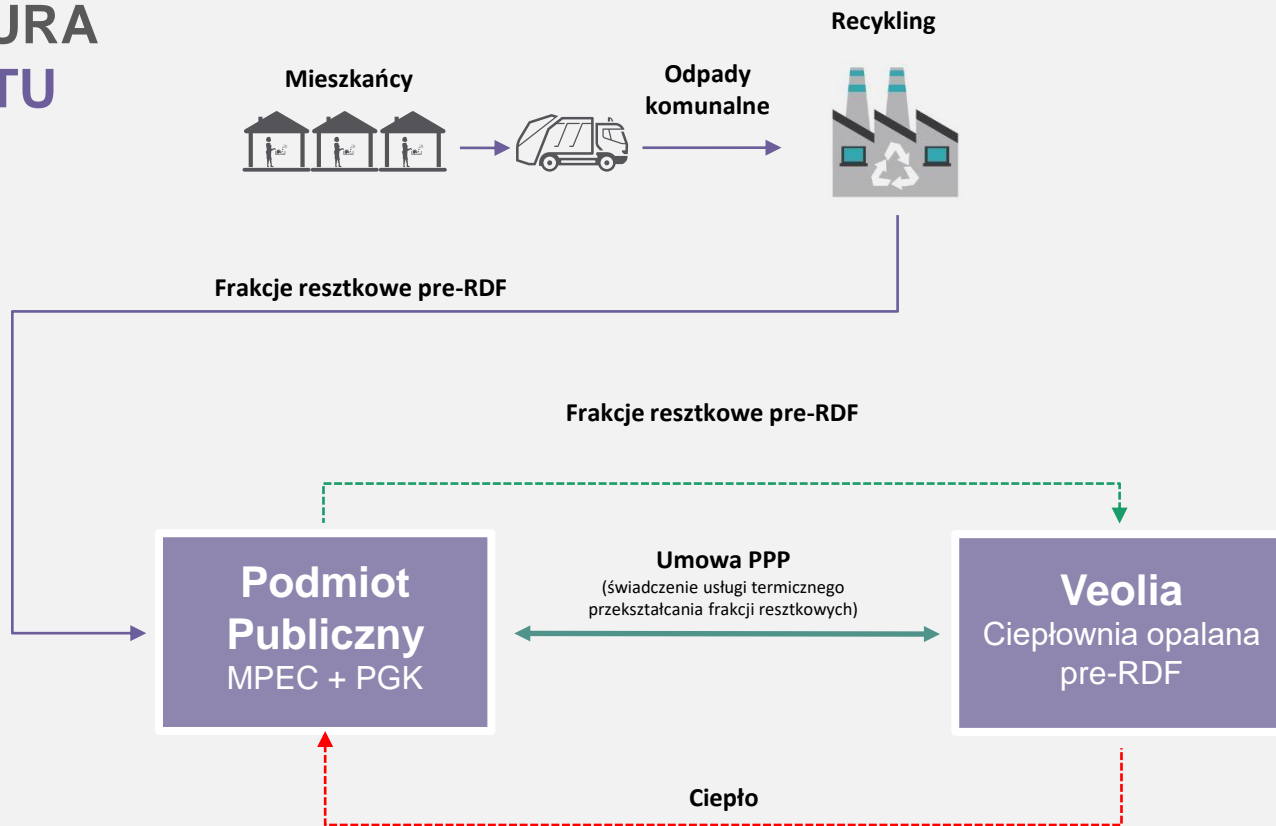 URA
TU
Recykling
Mieszkańcy
Odpady
komunalne
Frakcje resztkowe pre-RDF
Frakcje resztkowe pre-RDF
Podmiot
Publiczny
MPEC + PGK
Umowa PPP
(świadczenie usługi termicznego
przekształcania frakcji resztkowych)
Veolia
Ciepłownia opalana
pre-RDF
Ciepło